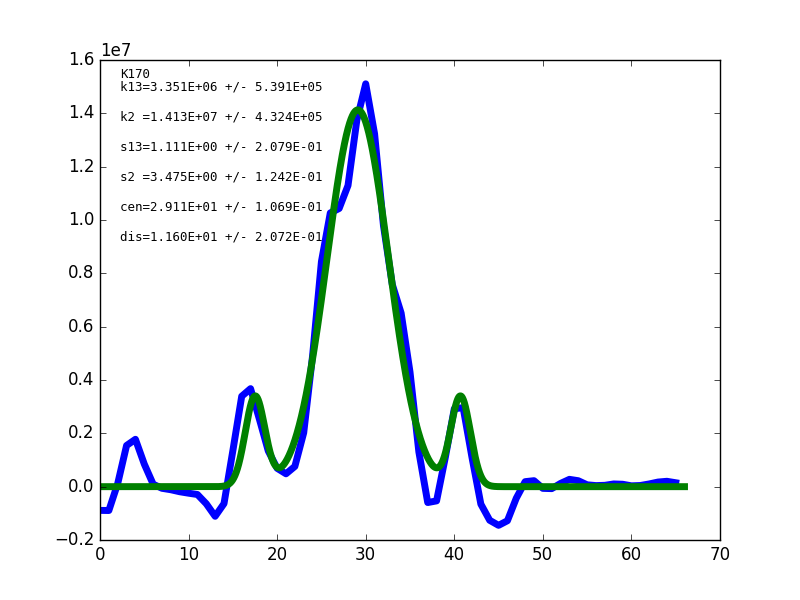 1e7
K170
k13=3.351E+06 +/- 5.391E+05
k2 =1.413E+07 +/- 4.324E+05
s13=1.111E+00 +/- 2.079E-01
s2 =3.475E+00 +/- 1.242E-01
cen=2.911E+01 +/- 1.069E-01
dis=1.160E+01 +/- 2.072E-01
1.6
1.4
1.2
1.0
0.8
0.6
0.4
0.2
0.0
−0.2
0 10 20 30 40 50 60 70